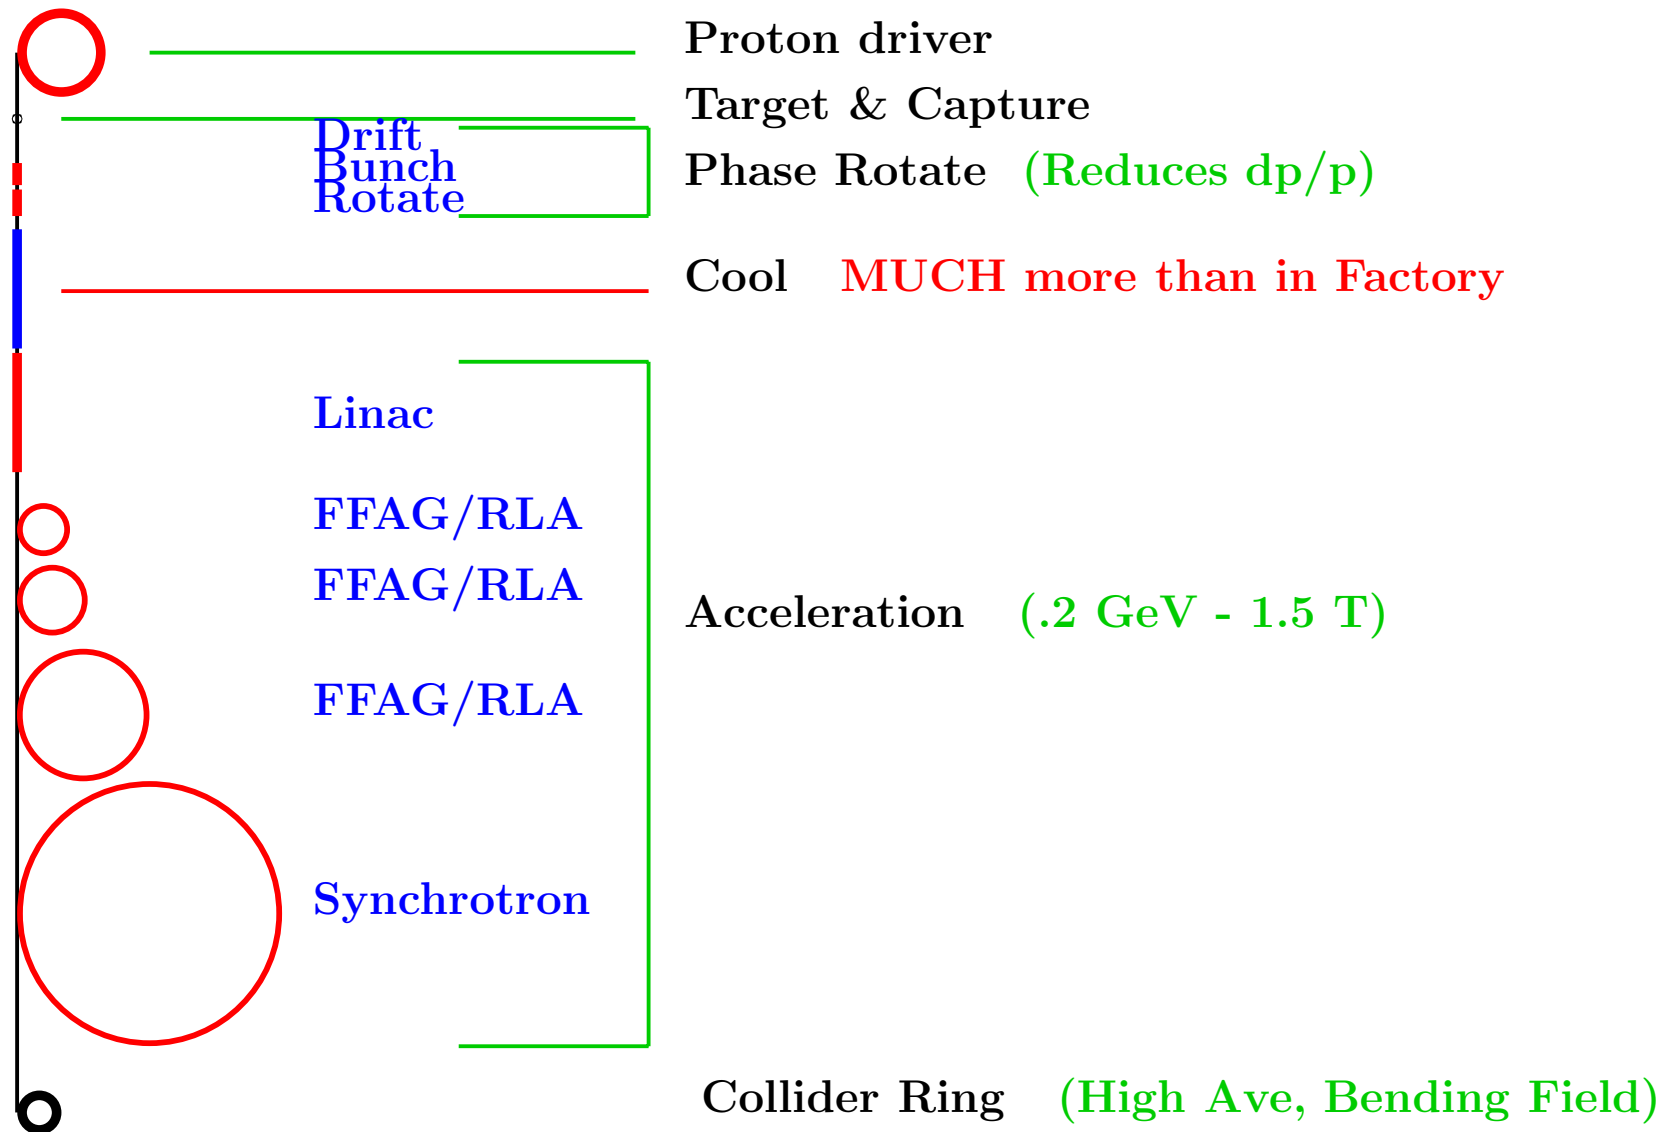 Proton driver
Target & Capture
Drift
Bunch
Phase Rotate (Reduces dp/p)
Rotate
Cool MUCH more than in Factory
Linac
FFAG/RLA
FFAG/RLA
Acceleration (.2 GeV - 1.5 T)
FFAG/RLA
Synchrotron
Collider Ring (High Ave, Bending Field)